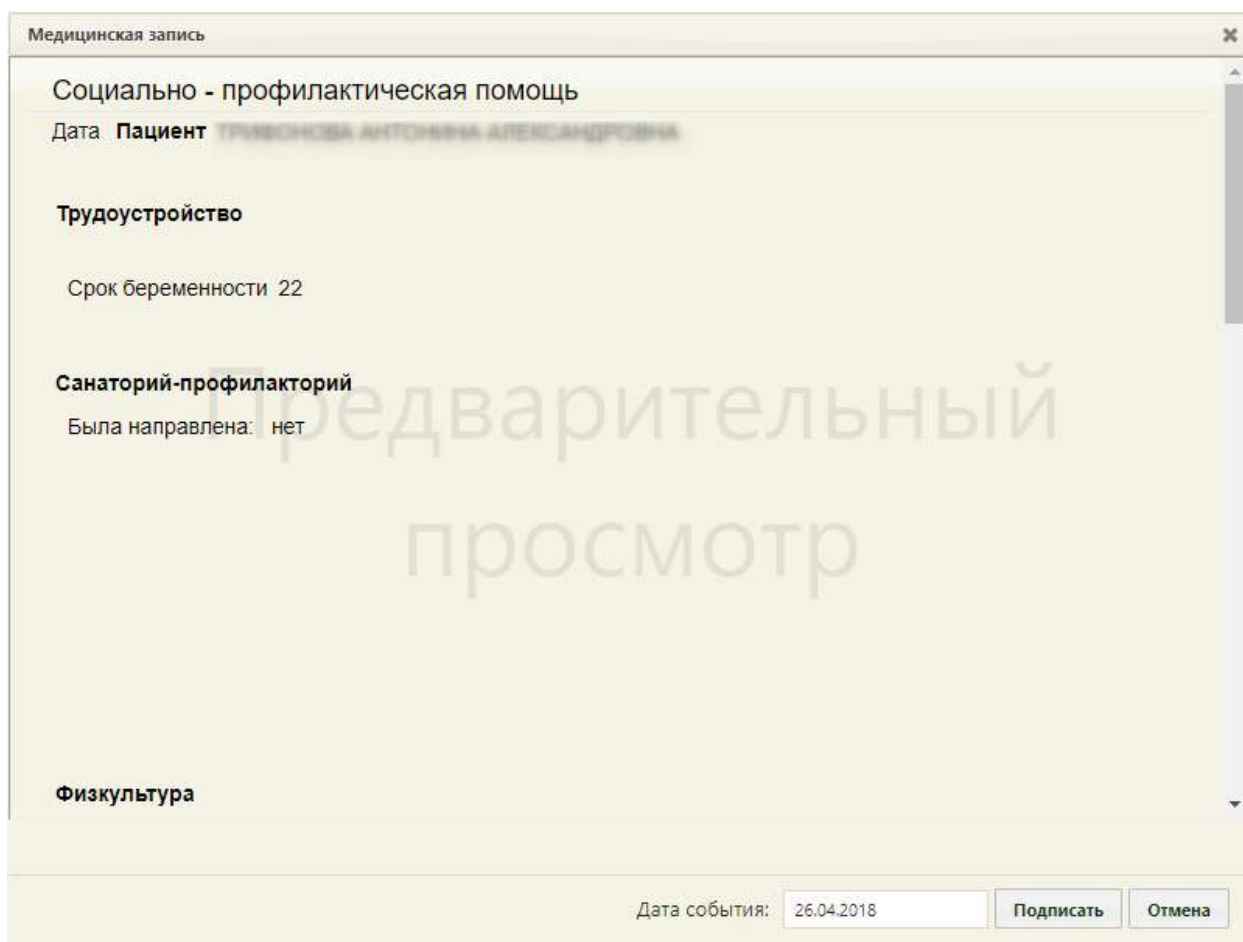 Медицинская запись
Социально - профилактическая помощь
Дата Пациент
Трудоустройство
Срок беременности 22
Санаторий-профилакторий
Была направлена: нет
Предварительный
просмотр
Физкультура
Дата события: 26.04.2018 Подписать Отмена